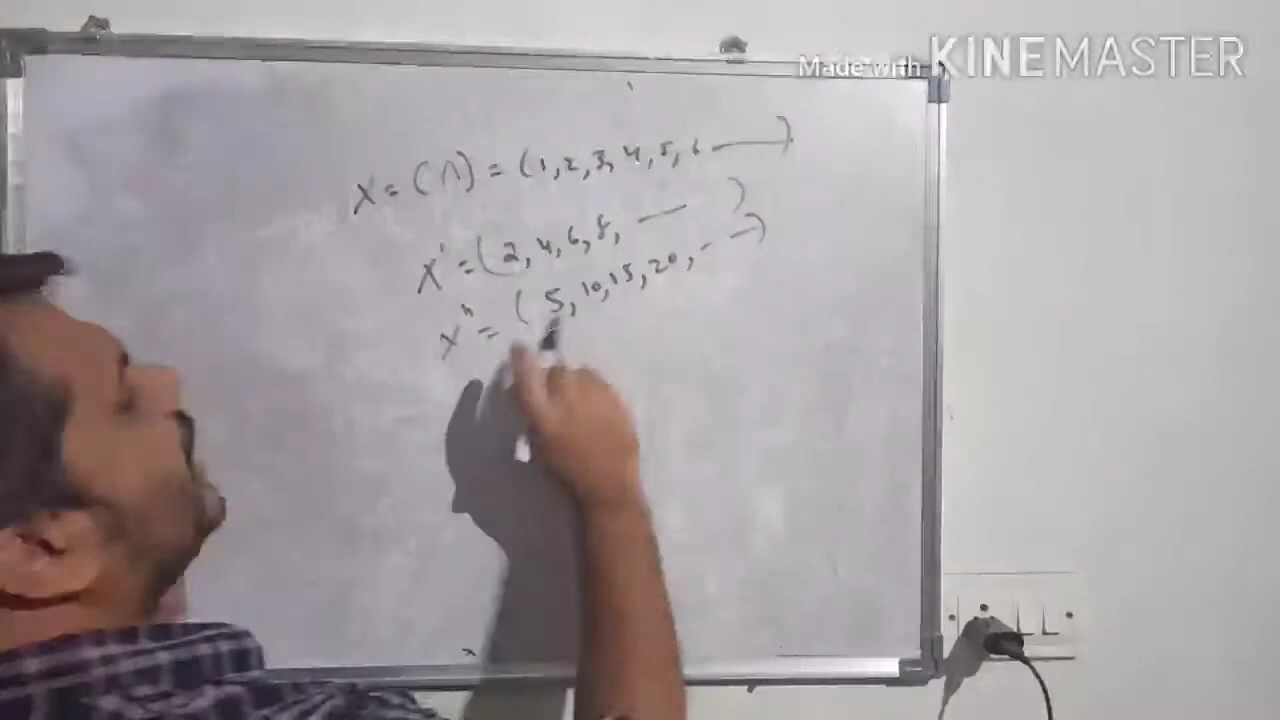 Made with KINEMASTER
X = (n) = (1, 2, 3, 4, 5, 6 —)
X' = (2, 4, 6, 8, — )
X" = ( 5, 10, 15, 20, - —)